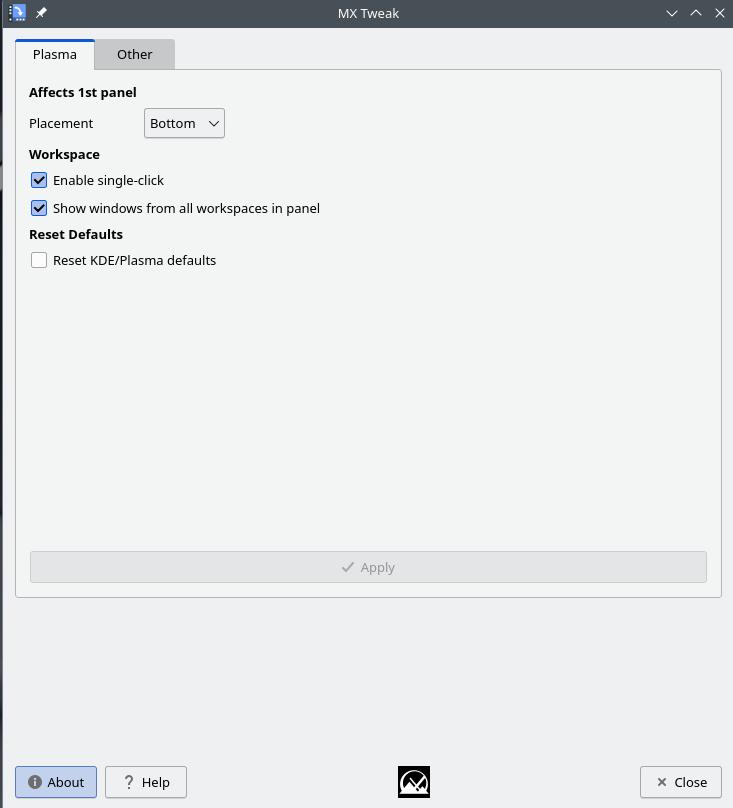 MX Tweak
Plasma Other
Affects 1st panel
Placement Bottom
Workspace
Enable single-click
Show windows from all workspaces in panel
Reset Defaults
Reset KDE/Plasma defaults
Apply
About ? Help Close